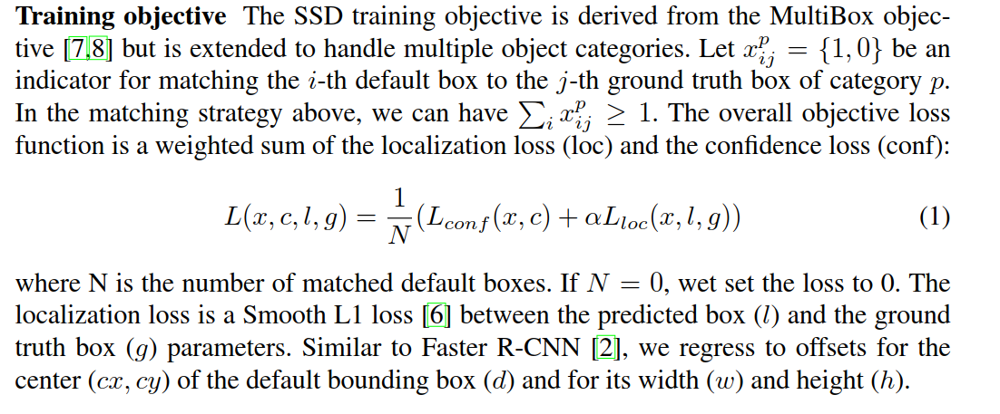 Training objective The SSD training objective is derived from the MultiBox objec-
tive [7,8] but is extended to handle multiple object categories. Let x_{ij}^{p} = {1, 0} be an
indicator for matching the i-th default box to the j-th ground truth box of category p.
In the matching strategy above, we can have ∑_i x_{ij}^{p} ≥ 1. The overall objective loss
function is a weighted sum of the localization loss (loc) and the confidence loss (conf):
L(x, c, l, g) = \frac{1}{N}(L_{conf}(x, c) + αL_{loc}(x, l, g)) (1)
where N is the number of matched default boxes. If N = 0, wet set the loss to 0. The
localization loss is a Smooth L1 loss [6] between the predicted box (l) and the ground
truth box (g) parameters. Similar to Faster R-CNN [2], we regress to offsets for the
center (cx, cy) of the default bounding box (d) and for its width (w) and height (h).